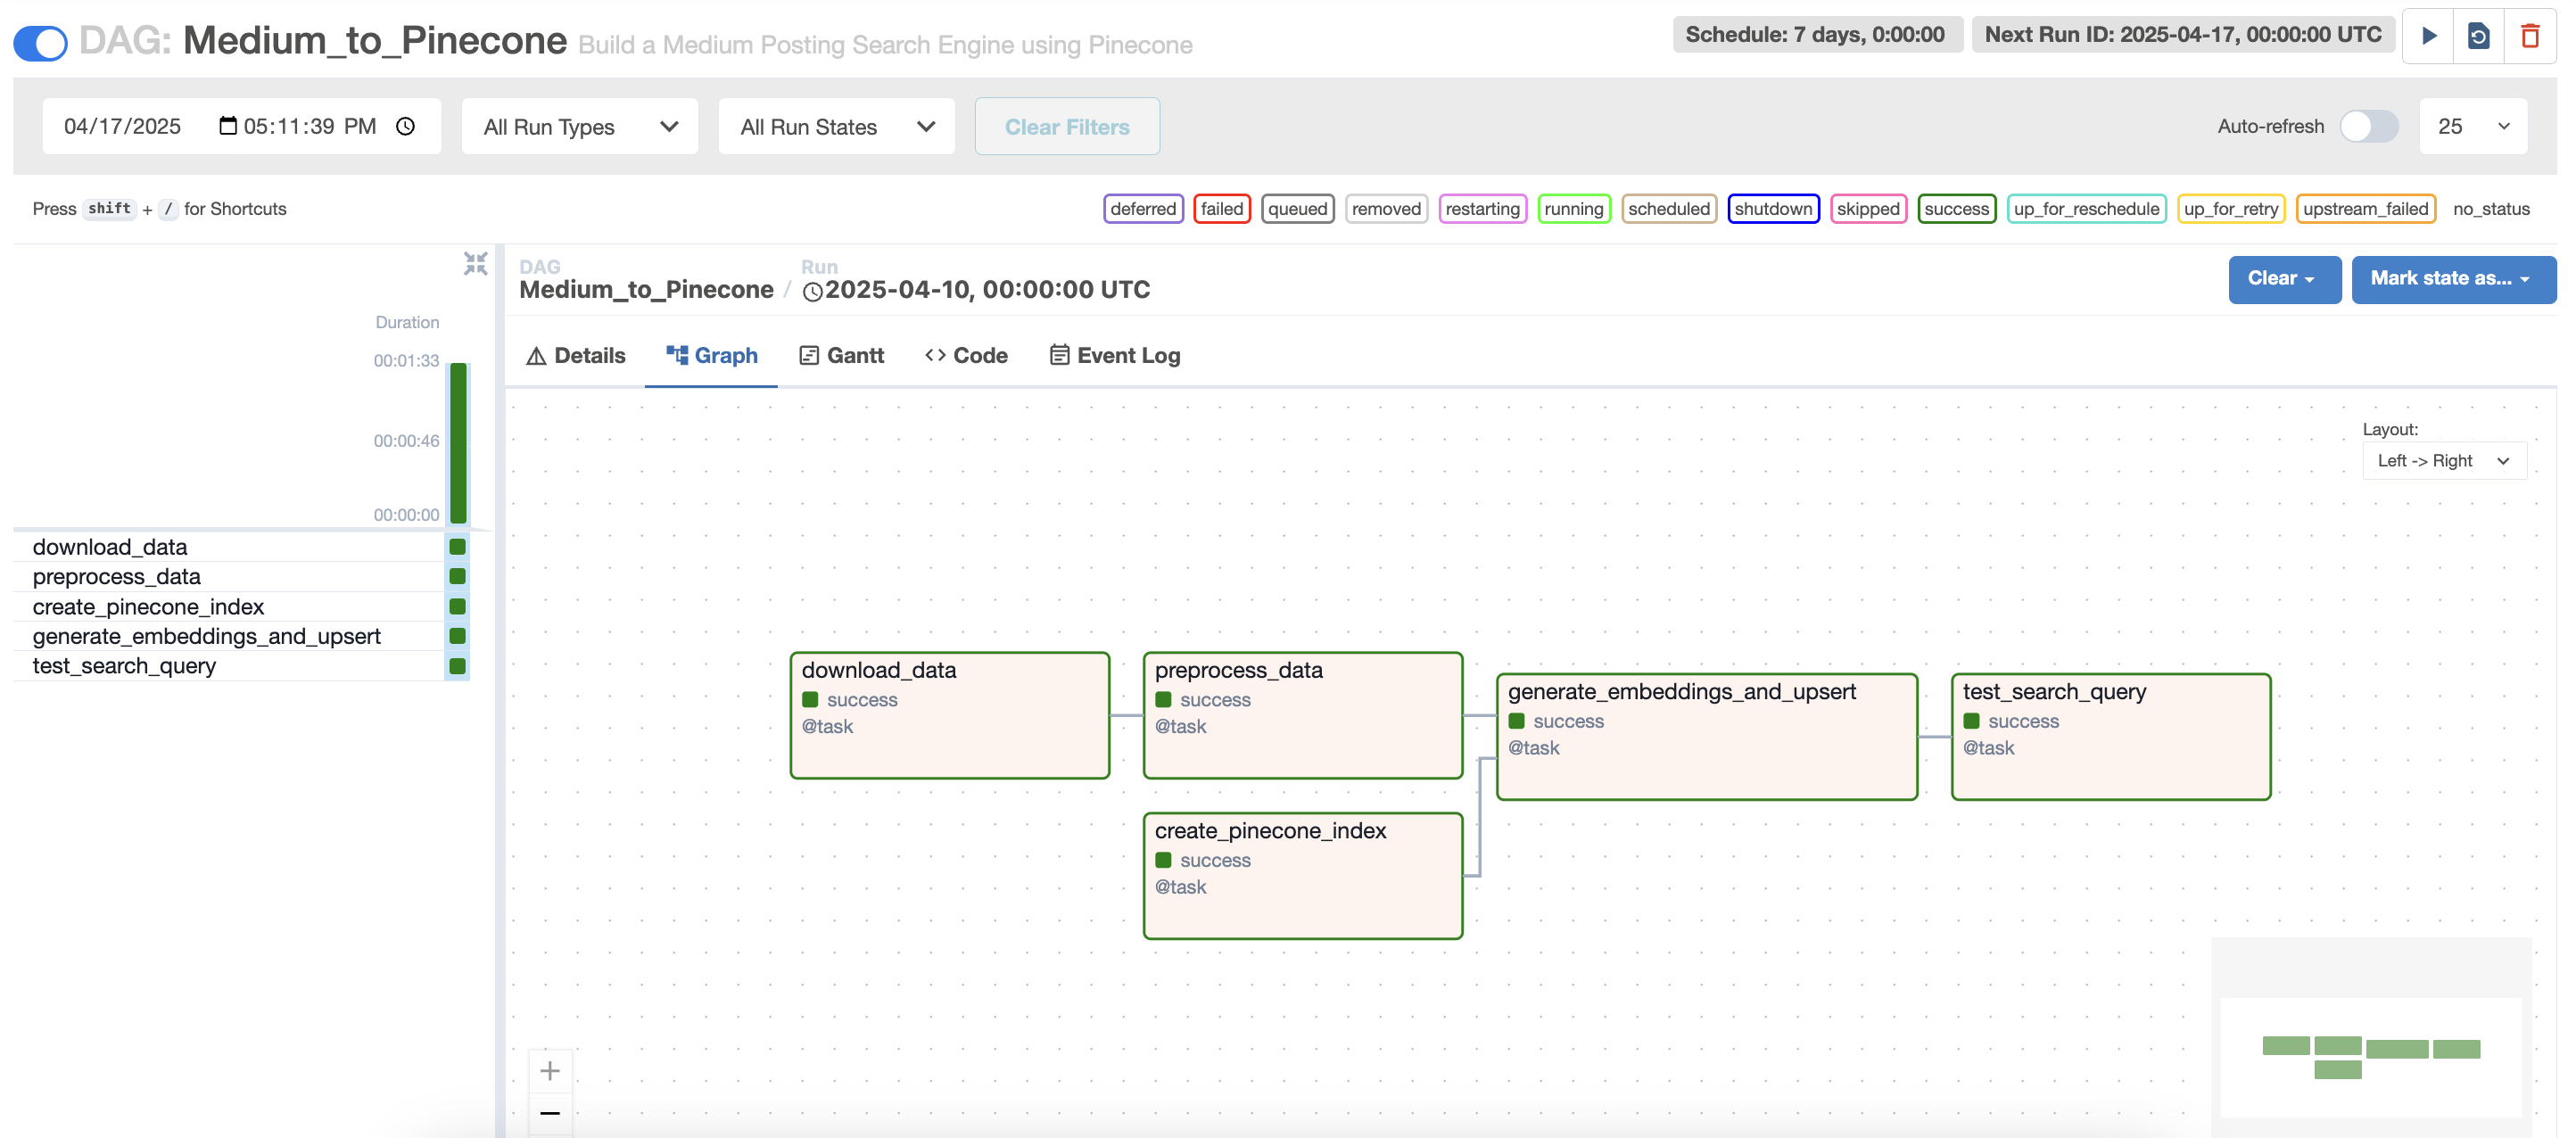 DAG: Medium_to_Pinecone Build a Medium Posting Search Engine using Pinecone
Schedule: 7 days, 0:00:00 Next Run ID: 2025-04-17, 00:00:00 UTC
04/17/2025 05:11:39 PM All Run Types All Run States Clear Filters Auto-refresh 25
Press shift + / for Shortcuts
deferred failed queued removed restarting running scheduled shutdown skipped success up_for_reschedule up_for_retry upstream_failed no_status
Duration
00:01:33
00:00:46
00:00:00
download_data
preprocess_data
create_pinecone_index
generate_embeddings_and_upsert
test_search_query
DAG
Medium_to_Pinecone /
Run
2025-04-10, 00:00:00 UTC
Clear Mark state as...
Details Graph Gantt <> Code Event Log
Layout:
Left -> Right
download_data
success
@task
preprocess_data
success
@task
create_pinecone_index
success
@task
generate_embeddings_and_upsert
success
@task
test_search_query
success
@task
+
−